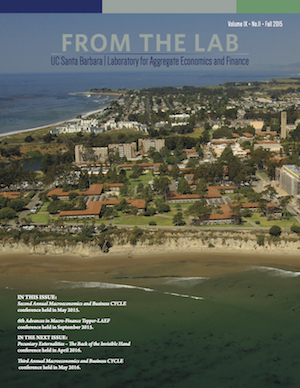 Volume IX • No.II • Fall 2015
FROM THE LAB
UC Santa Barbara | Laboratory for Aggregate Economics and Finance
IN THIS ISSUE:
Second Annual Macroeconomics and Business CYCLE
conference held in May 2015.
6th Advances in Macro-Finance Tepper-LAEF
conference held in September 2015.
IN THE NEXT ISSUE:
Pecuniary Externalities – The Back of the Invisible Hand
conference held in April 2016.
Third Annual Macroeconomics and Business CYCLE
conference held in May 2016.